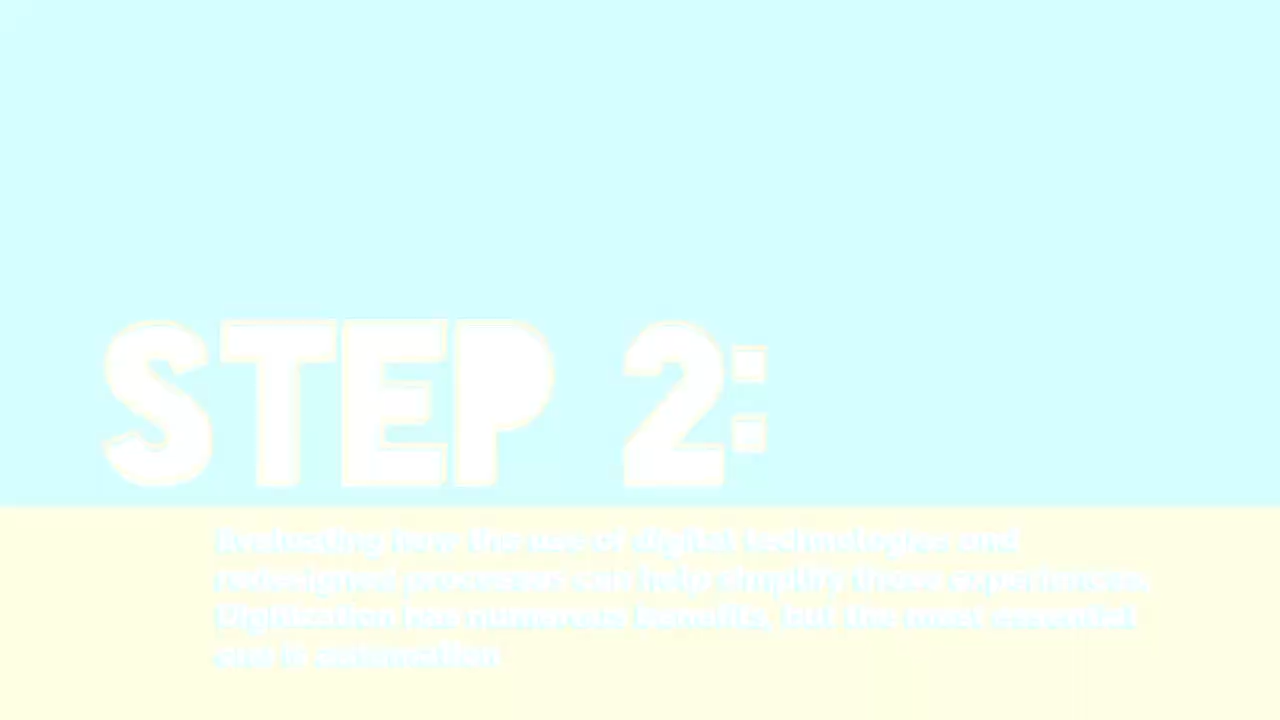 STEP 2:
Evaluating how the use of digital technologies and
redesigned processes can help simplify these experiences.
Digitization has numerous benefits, but the most essential
one is automation